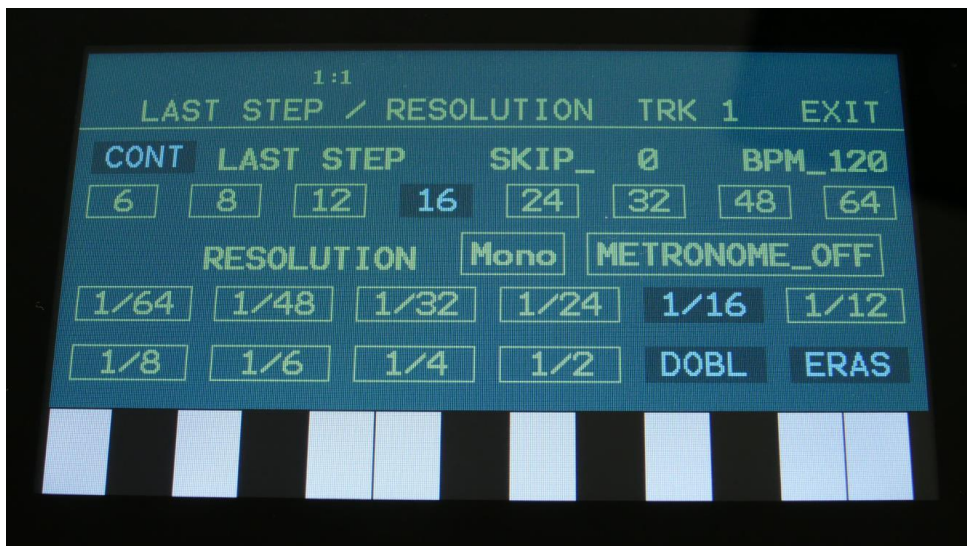 1:1
LAST STEP / RESOLUTION TRK 1 EXIT
CONT LAST STEP SKIP_ 0 BPM_120
6 8 12 16 24 32 48 64
RESOLUTION Mono METRONOME_OFF
1/64 1/48 1/32 1/24 1/16 1/12
1/8 1/6 1/4 1/2 DOBL ERAS